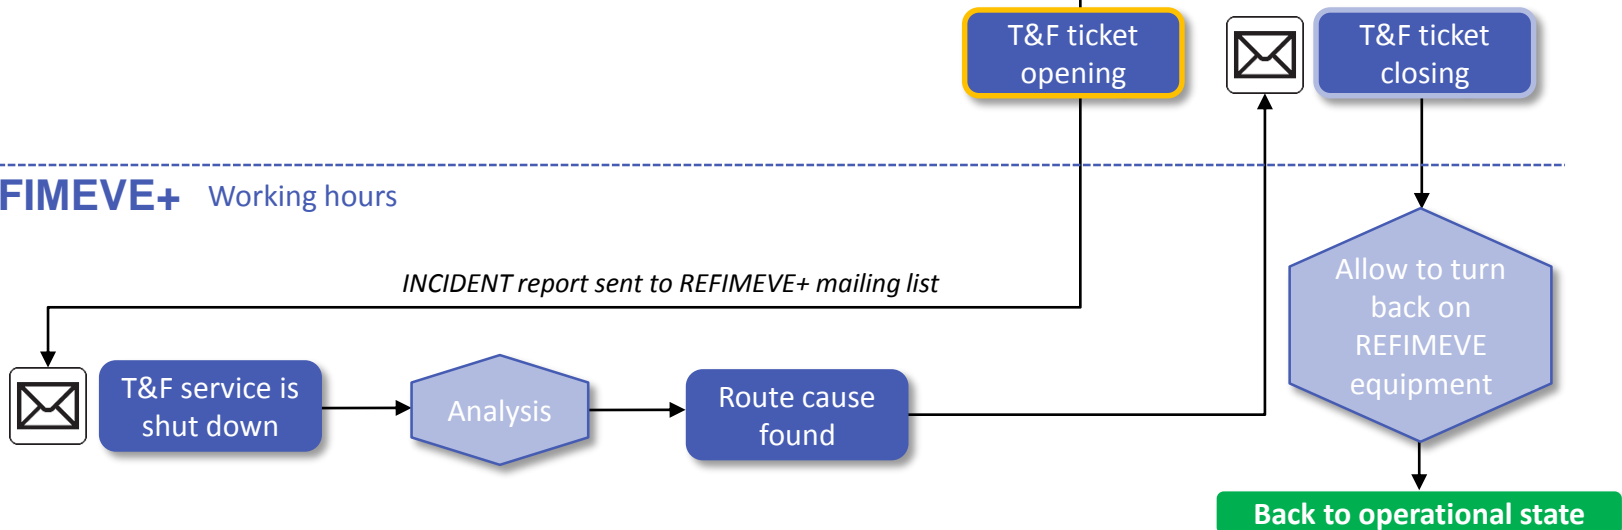 T&F ticket
opening
T&F ticket
closing
FIMEVE+ Working hours
INCIDENT report sent to REFIMEVE+ mailing list
Allow to turn
back on
REFIMEVE
equipment
T&F service is
shut down
Analysis
Route cause
found
Back to operational state